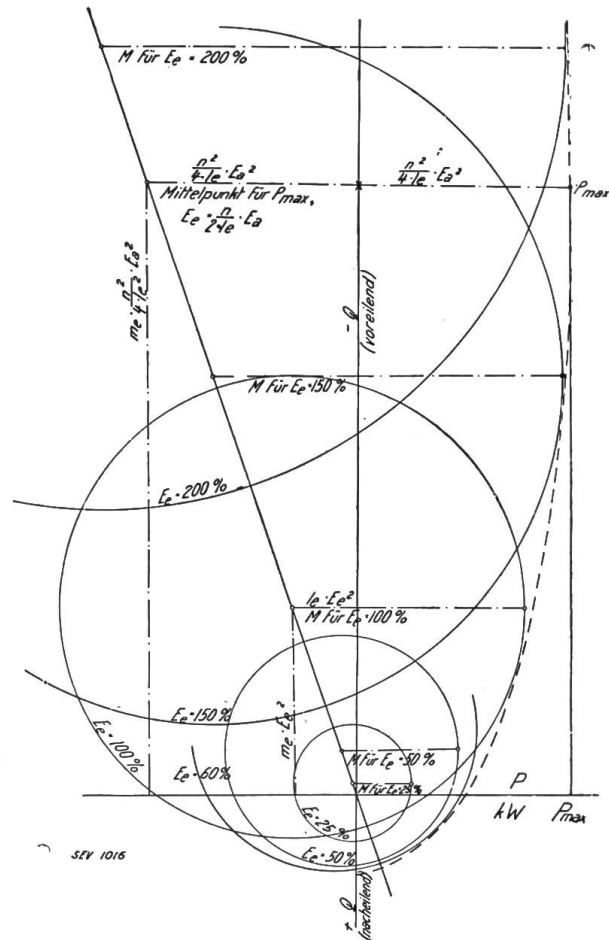 M für Ee = 200%
n²/4·le · Ea²
n²/4·le · Ea²
Mittelpunkt für Pmax,
Pmax
Ee = n/2·le · Ea
me · n²/4·le² · Ea²
- Q
(voreilend)
M für Ee = 150%
Ee = 200%
le · Ee²
M für Ee = 100%
me · Ee²
Ee = 150%
Ee = 100%
M für Ee = 50%
Ee = 60%
M für Ee = 25%
P
kW
Pmax
Ee = 25%
Ee = 50%
SEV 1016
+ Q
(nacheilend)